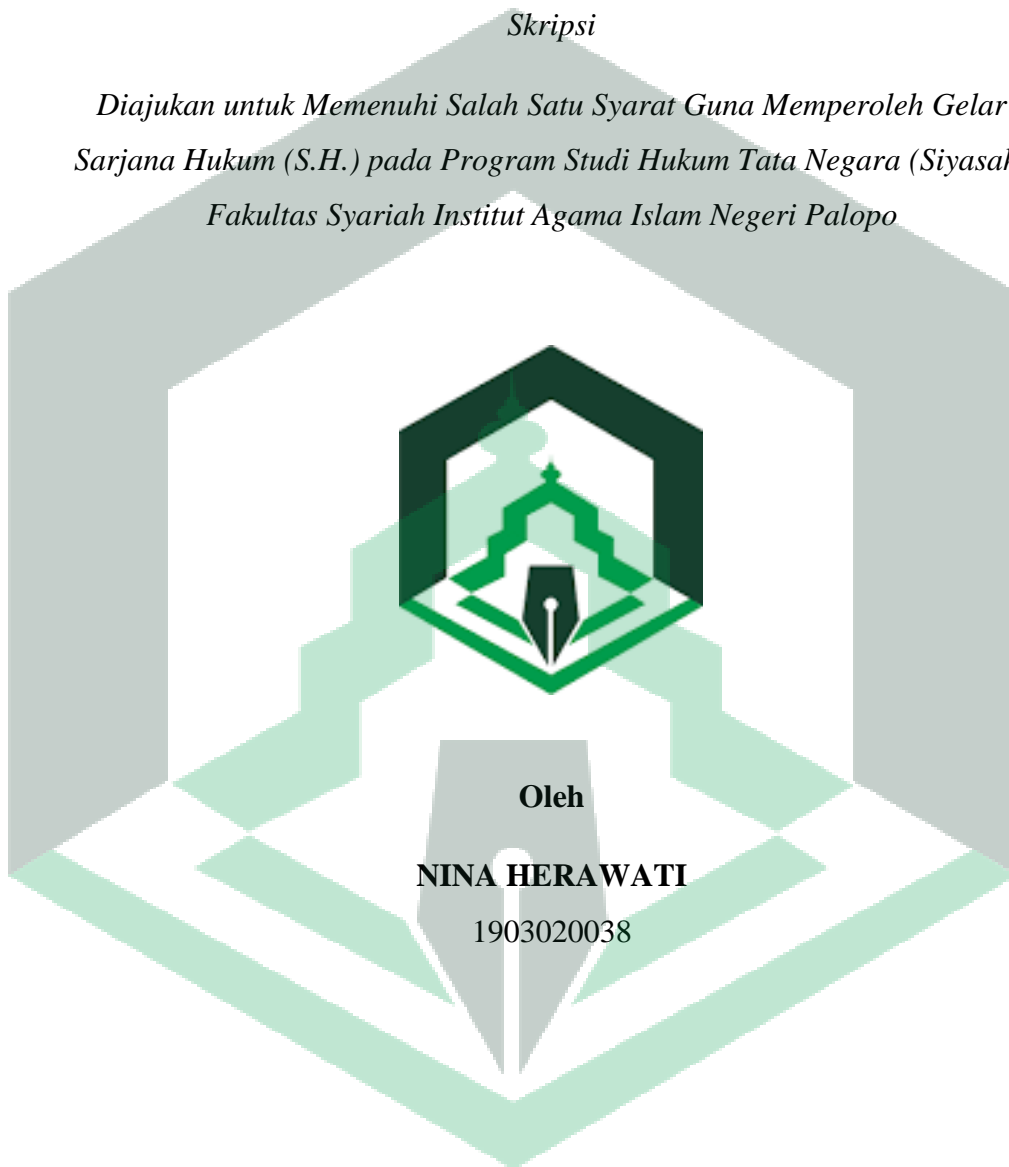 Skripsi
Diajukan untuk Memenuhi Salah Satu Syarat Guna Memperoleh Gelar
Sarjana Hukum (S.H.) pada Program Studi Hukum Tata Negara (Siyasah
Fakultas Syariah Institut Agama Islam Negeri Palopo
Oleh
NINA HERAWATI
1903020038